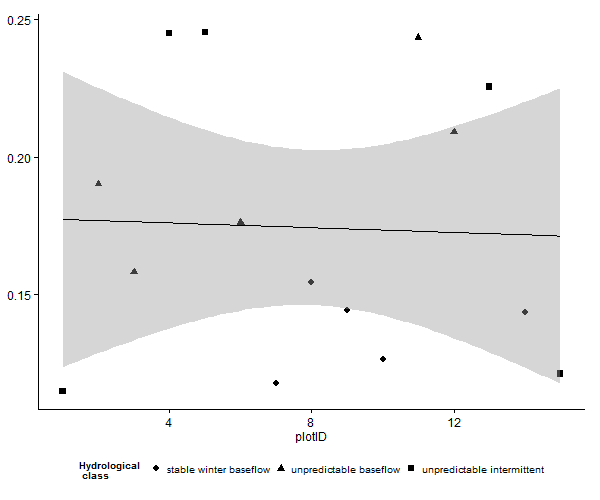 0.25
0.20
0.15
4 8 12
plotID
Hydrological class stable winter baseflow unpredictable baseflow unpredictable intermittent